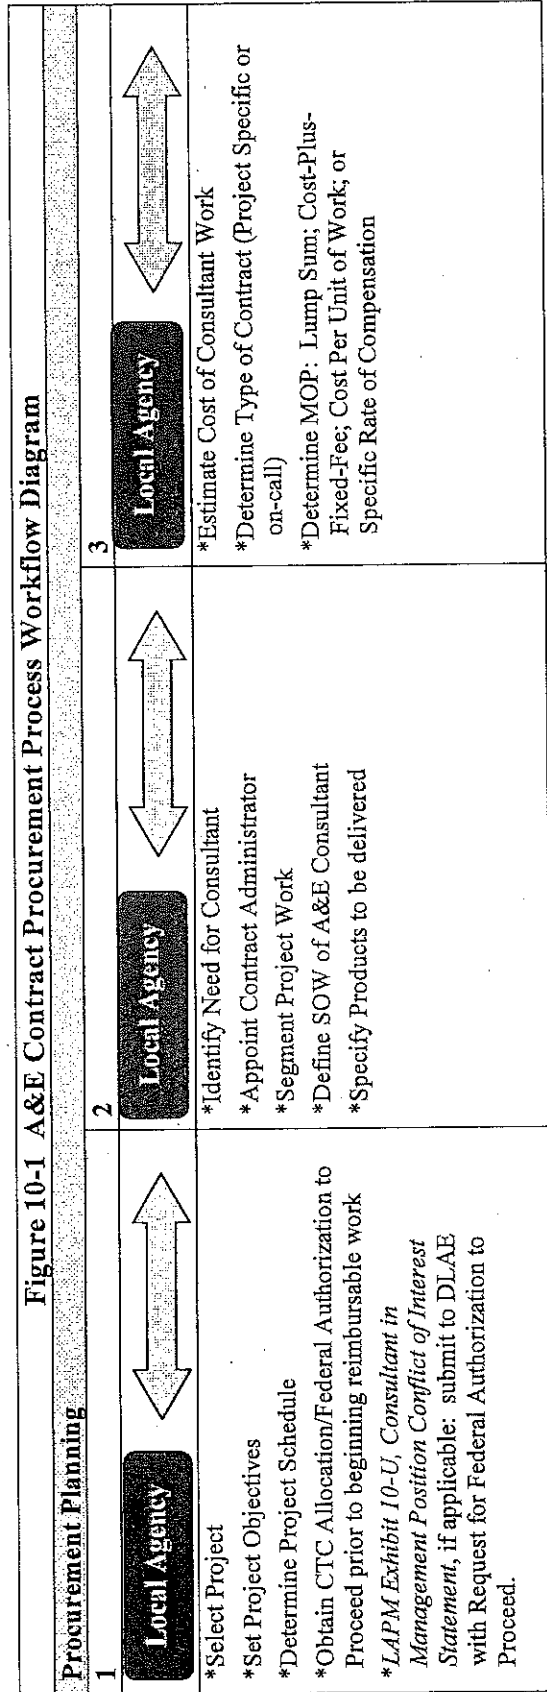 Figure 10-1 A&E Contract Procurement Process Workflow Diagram
Procurement Planning
1
Local Agency
*Select Project
*Set Project Objectives
*Determine Project Schedule
*Obtain CTC Allocation/Federal Authorization to
Proceed prior to beginning reimbursable work
*LAPM Exhibit 10-U, Consultant in
Management Position Conflict of Interest
Statement, if applicable: submit to DLAE
with Request for Federal Authorization to
Proceed.
2
Local Agency
*Identify Need for Consultant
*Appoint Contract Administrator
*Segment Project Work
*Define SOW of A&E Consultant
*Specify Products to be delivered
3
Local Agency
*Estimate Cost of Consultant Work
*Determine Type of Contract (Project Specific or
on-call)
*Determine MOP: Lump Sum; Cost-Plus-
Fixed-Fee; Cost Per Unit of Work; or
Specific Rate of Compensation